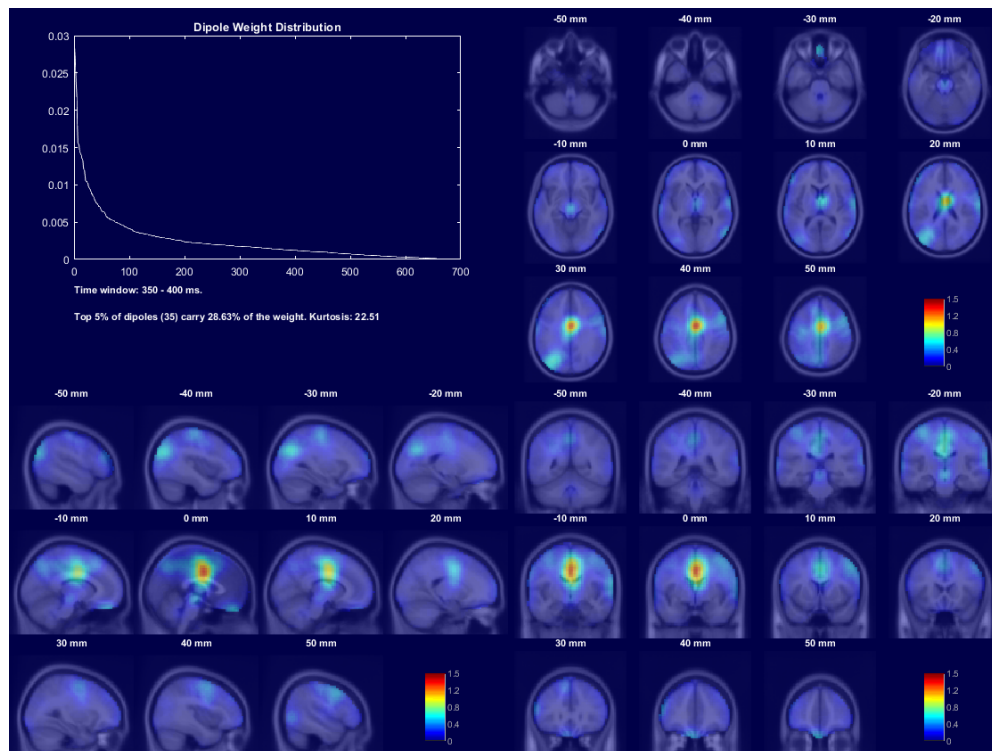 Dipole Weight Distribution
0.03
0.025
0.02
0.015
0.01
0.005
0
0 100 200 300 400 500 600 700
Time window: 350 - 400 ms.
Top 5% of dipoles (35) carry 28.63% of the weight. Kurtosis: 22.51
-50 mm -40 mm -30 mm -20 mm
-10 mm 0 mm 10 mm 20 mm
30 mm 40 mm 50 mm
1.5
1.2
0.8
0.4
0
-50 mm -40 mm -30 mm -20 mm
-10 mm 0 mm 10 mm 20 mm
30 mm 40 mm 50 mm
1.5
1.2
0.8
0.4
0
-50 mm -40 mm -30 mm -20 mm
-10 mm 0 mm 10 mm 20 mm
30 mm 40 mm 50 mm
1.5
1.2
0.8
0.4
0